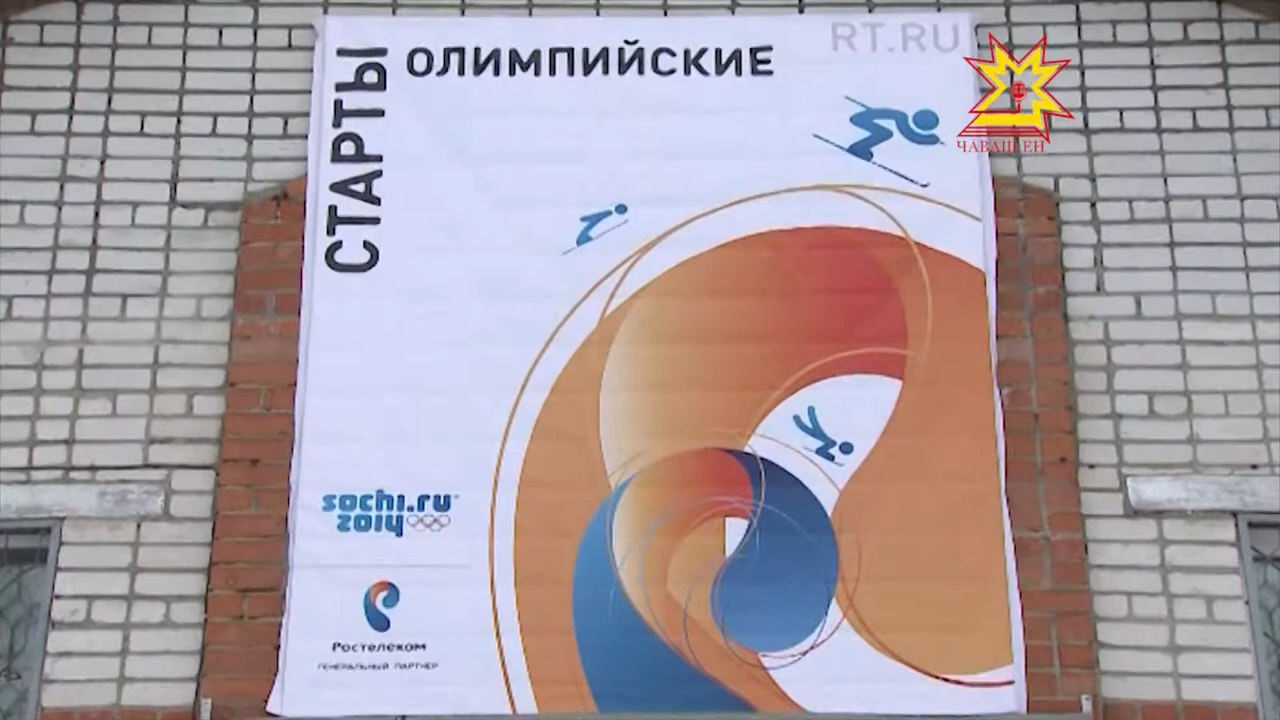 СТАРТЫ
ОЛИМПИЙСКИЕ
RT.RU
ЧАВАШ ЕН
sochi.ru
2014
Ростелеком
ГЕНЕРАЛЬНЫЙ ПАРТНЕР